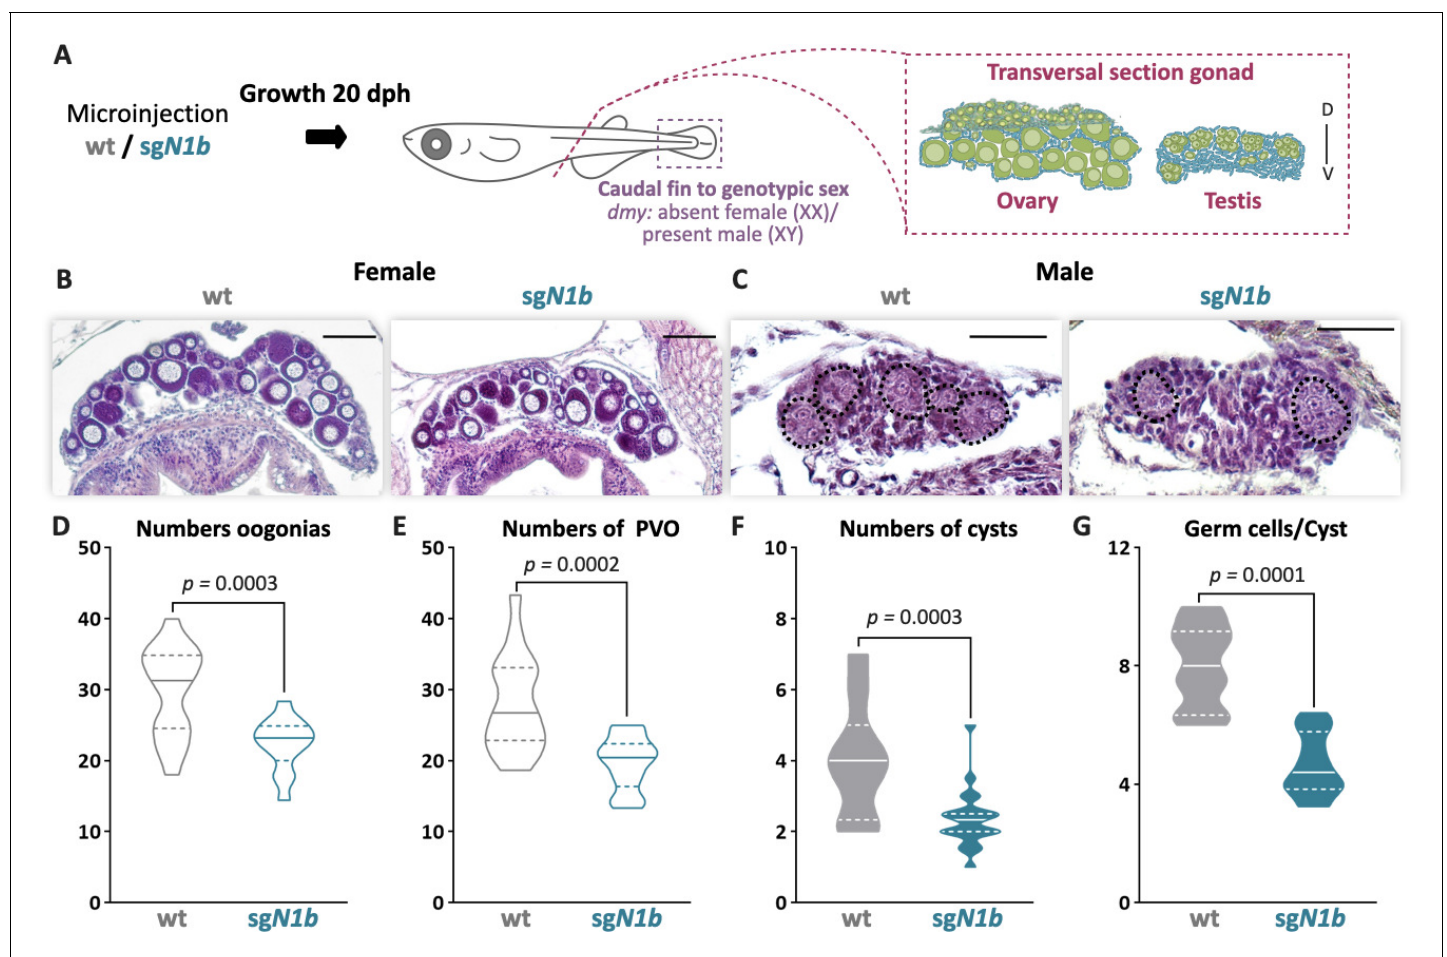 A
Microinjection
wt / sgN1b
Growth 20 dph
Caudal fin to genotypic sex
dmy: absent female (XX)/
present male (XY)
Transversal section gonad
Ovary
Testis
D
V
B
Female
wt
sgN1b
C
Male
wt
sgN1b
D
Numbers oogonias
p = 0.0003
50
40
30
20
10
0
wt
sgN1b
E
Numbers of PVO
p = 0.0002
50
40
30
20
10
0
wt
sgN1b
F
Numbers of cysts
p = 0.0003
10
8
6
4
2
0
wt
sgN1b
G
Germ cells/Cyst
p = 0.0001
12
8
4
0
wt
sgN1b